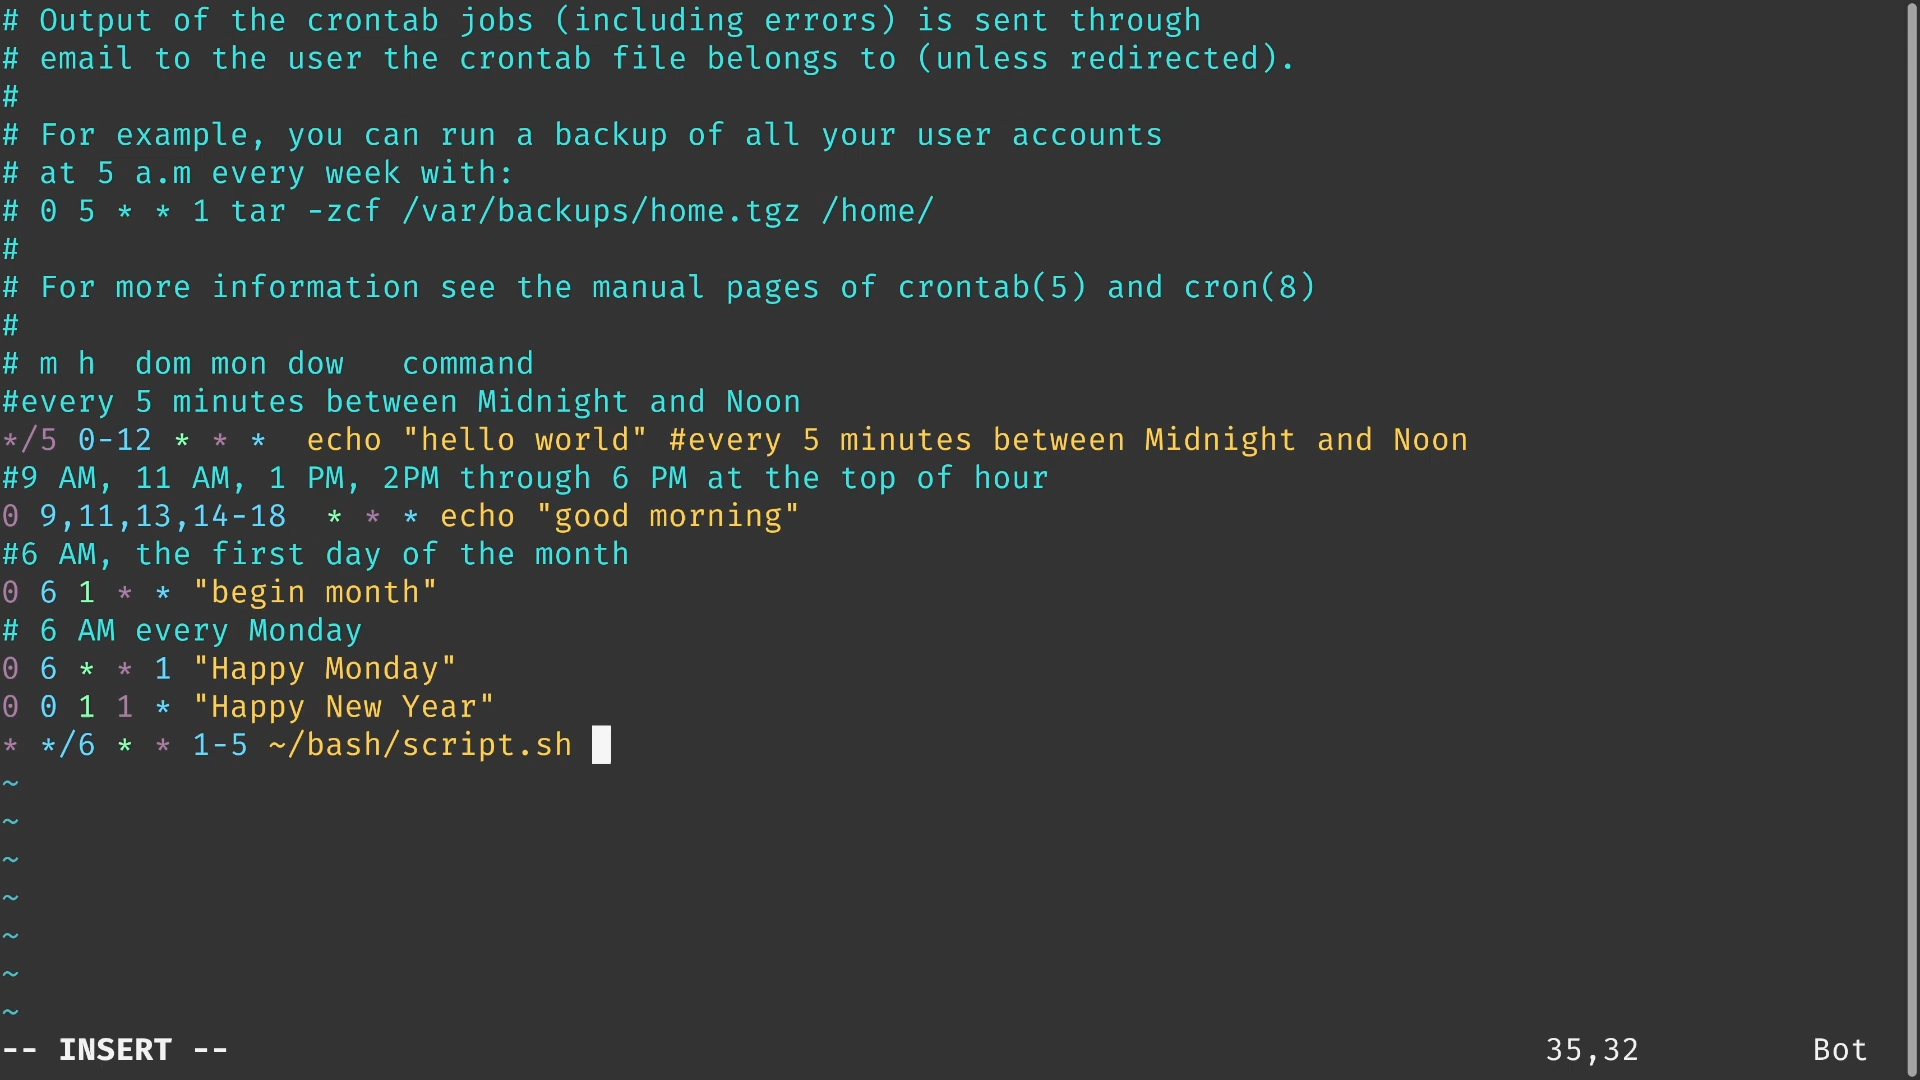 # Output of the crontab jobs (including errors) is sent through
# email to the user the crontab file belongs to (unless redirected).
#
# For example, you can run a backup of all your user accounts
# at 5 a.m every week with:
# 0 5 * * 1 tar -zcf /var/backups/home.tgz /home/
#
# For more information see the manual pages of crontab(5) and cron(8)
#
# m h  dom mon dow   command
#every 5 minutes between Midnight and Noon
*/5 0-12 * * *  echo "hello world" #every 5 minutes between Midnight and Noon
#9 AM, 11 AM, 1 PM, 2PM through 6 PM at the top of hour
0 9,11,13,14-18  * * * echo "good morning"
#6 AM, the first day of the month
0 6 1 * * "begin month"
# 6 AM every Monday
0 6 * * 1 "Happy Monday"
0 0 1 1 * "Happy New Year"
* */6 * * 1-5 ~/bash/script.sh
~
~
~
~
~
~
~
-- INSERT -- 35,32 Bot